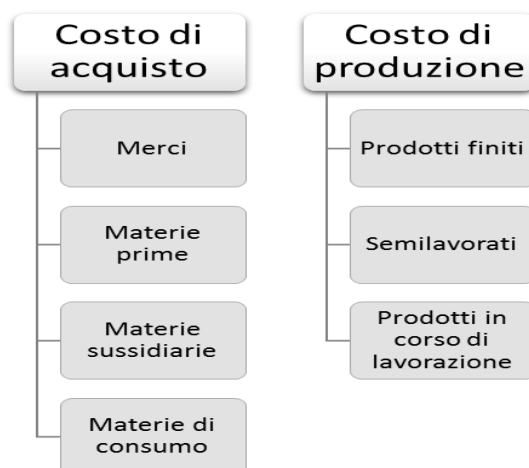 Costo di
acquisto
Merci
Materie
prime
Materie
sussidiarie
Materie di
consumo
Costo di
produzione
Prodotti finiti
Semilavorati
Prodotti in
corso di
lavorazione